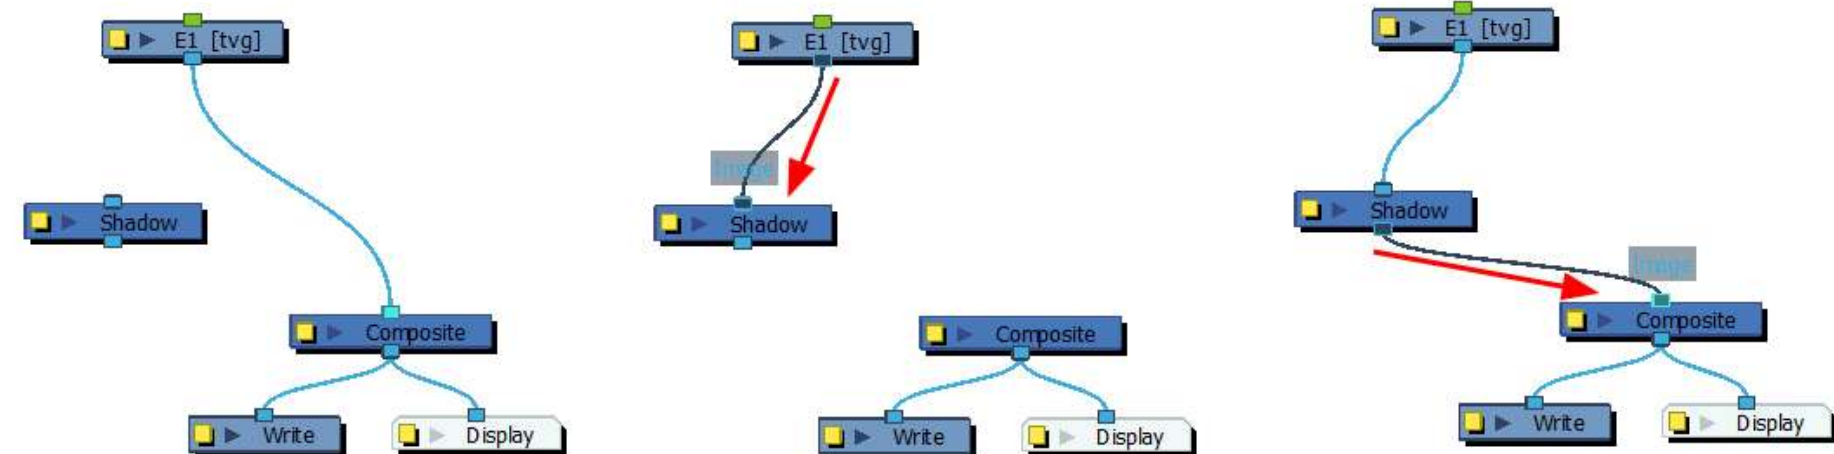 E1 [tvg]
Shadow
Composite
Write
Display
E1 [tvg]
Image
Shadow
Composite
Write
Display
E1 [tvg]
Shadow
Image
Composite
Write
Display